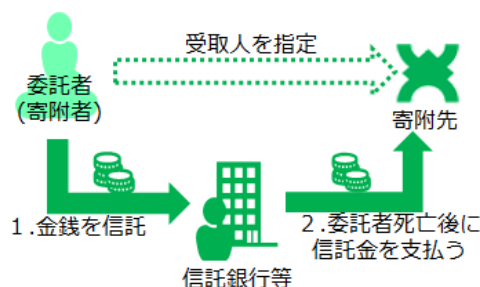 受取人を指定
委託者
(寄附者)
寄附先
1.金銭を信託
2.委託者死亡後に
信託金を支払う
信託銀行等